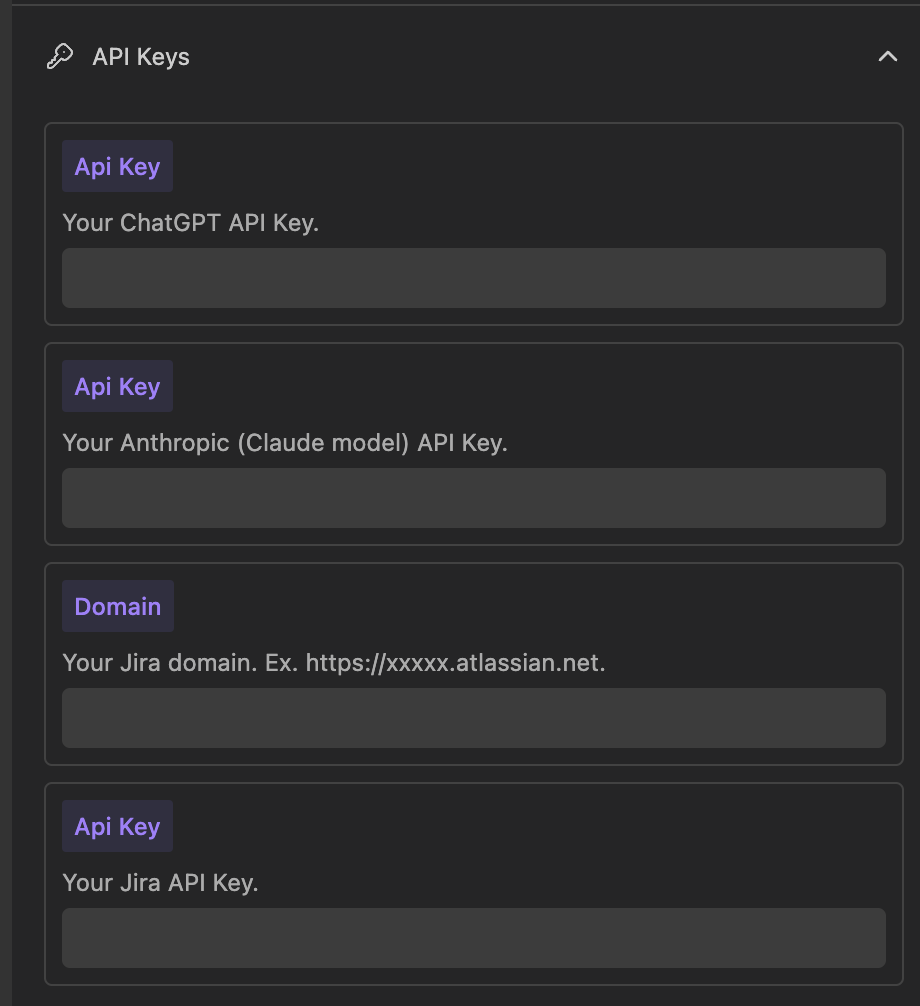 API Keys
Api Key
Your ChatGPT API Key.
Api Key
Your Anthropic (Claude model) API Key.
Domain
Your Jira domain. Ex. https://xxxxx.atlassian.net.
Api Key
Your Jira API Key.